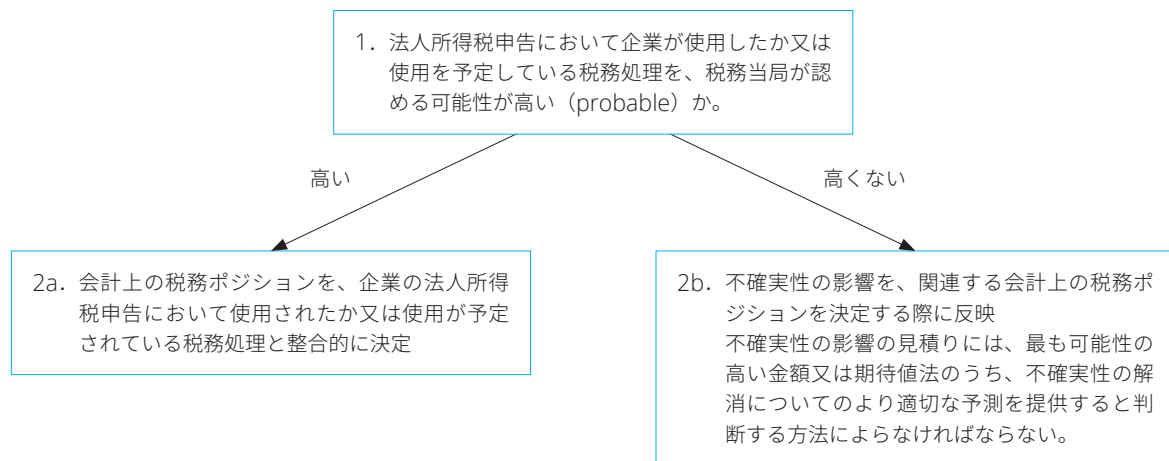 1．法人所得税申告において企業が使用したか又は
使用を予定している税務処理を、税務当局が認
める可能性が高い（probable）か。
高い
高くない
2a．会計上の税務ポジションを、企業の法人所得
税申告において使用されたか又は使用が予定
されている税務処理と整合的に決定
2b．不確実性の影響を、関連する会計上の税務ポ
ジションを決定する際に反映
不確実性の影響の見積りには、最も可能性の
高い金額又は期待値法のうち、不確実性の解
消についてのより適切な予測を提供すると判
断する方法によらなければならない。